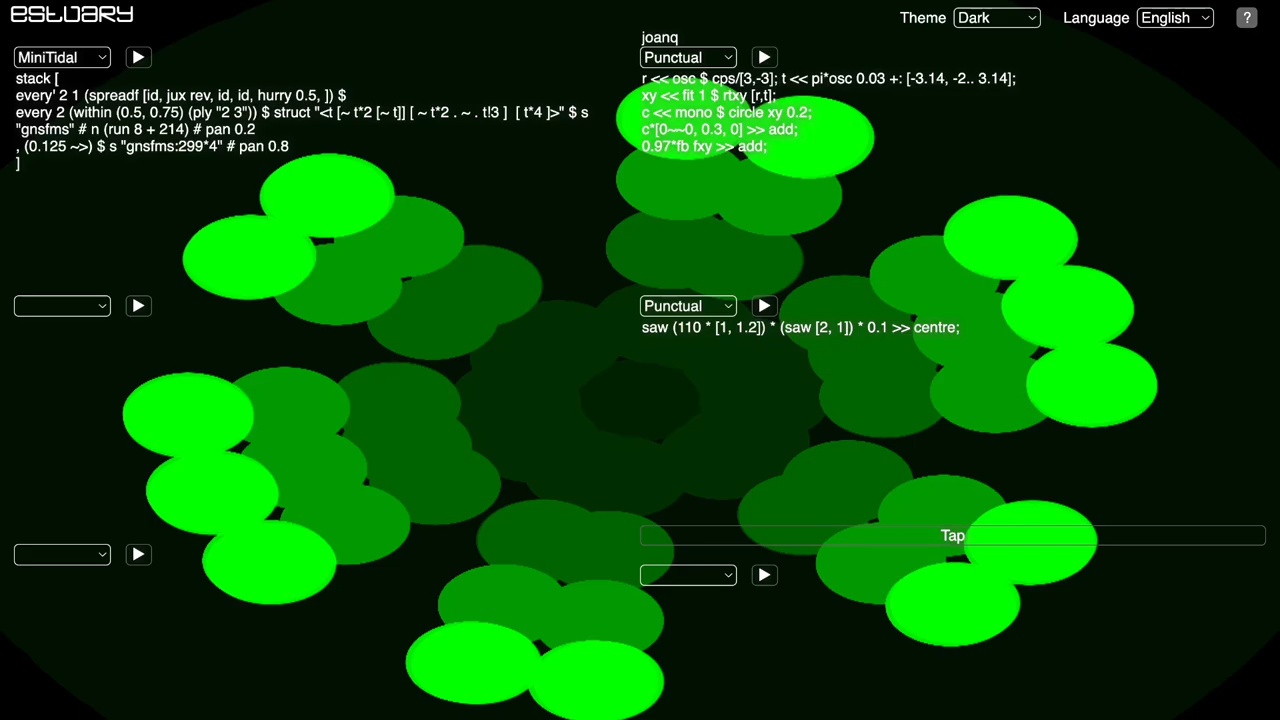 estuary
Theme Dark Language English ?
MiniTidal
stack [
every' 2 1 (spreadf [id, jux rev, id, id, hurry 0.5, ]) $
every 2 (within (0.5, 0.75) (ply "2 3")) $ struct "<t [~ t*2 [~ t]] [ ~ t*2 . ~ . t!3 ]  [ t*4 ]>" $ s
"gnsfms" # n (run 8 + 214) # pan 0.2
, (0.125 ~>) $ s "gnsfms:299*4" # pan 0.8
]
joanq
Punctual
r << osc $ cps/[3,-3]; t << pi*osc 0.03 +: [-3.14, -2.. 3.14];
xy << fit 1 $ rtxy [r,t];
c << mono $ circle xy 0.2;
c*[0~~0, 0.3, 0] >> add;
0.97*fb fxy >> add;
Punctual
saw (110 * [1, 1.2]) * (saw [2, 1]) * 0.1 >> centre;
Tap